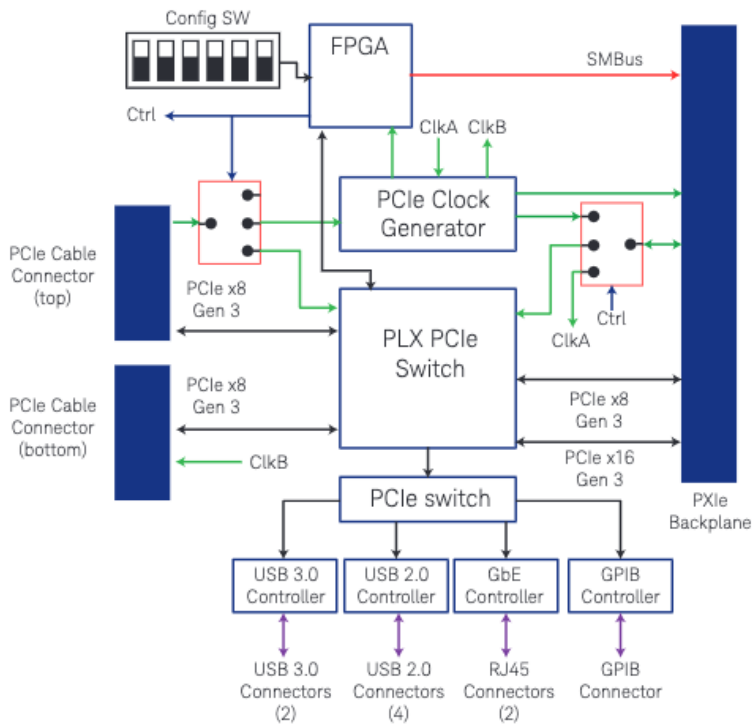 Config SW
FPGA
SMBus
Ctrl
ClkA
ClkB
PCIe Clock
Generator
PCIe Cable
Connector
(top)
PCIe x8
Gen 3
Ctrl
ClkA
PLX PCIe
Switch
PCIe Cable
Connector
(bottom)
PCIe x8
Gen 3
ClkB
PCIe x8
Gen 3
PCIe x16
Gen 3
PXIe
Backplane
PCIe switch
USB 3.0
Controller
USB 2.0
Controller
GbE
Controller
GPIB
Controller
USB 3.0
Connectors
(2)
USB 2.0
Connectors
(4)
RJ45
Connectors
(2)
GPIB
Connector